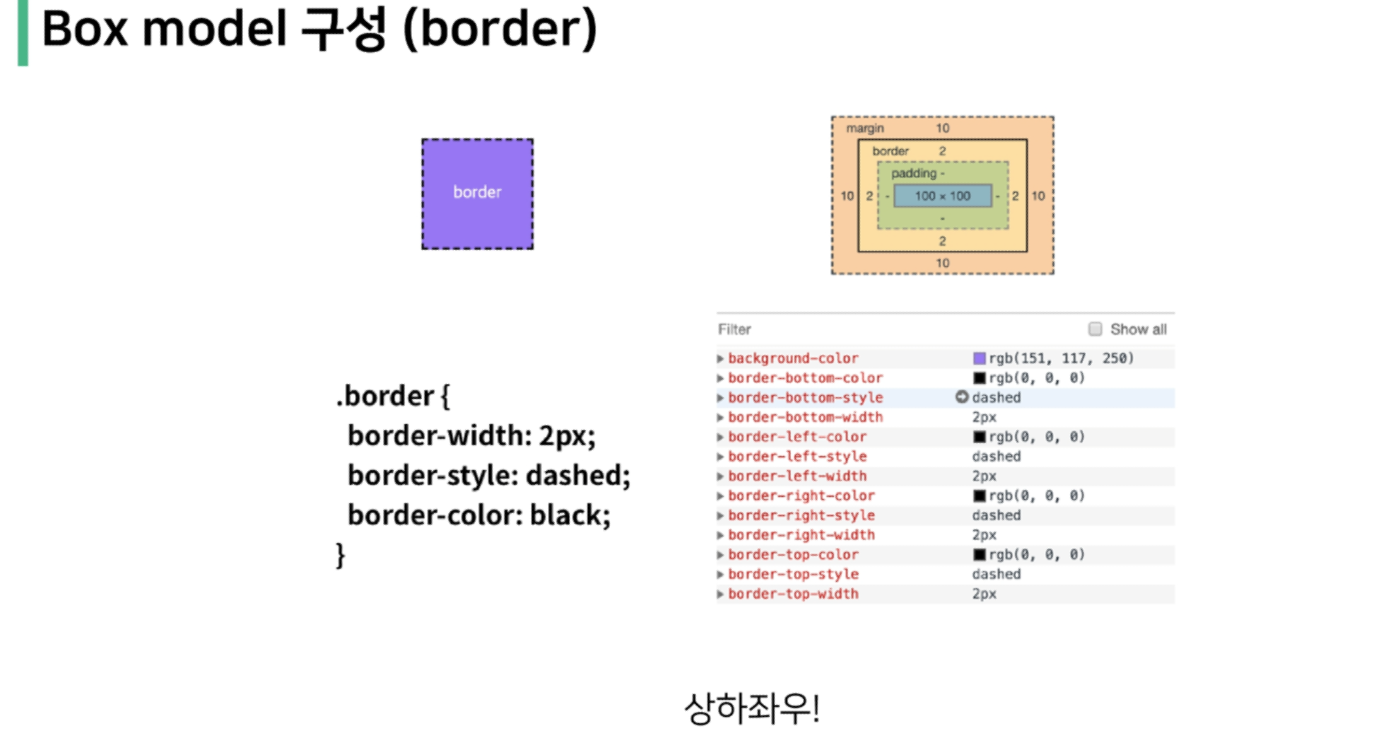 Box model 구성 (border)
border
.border {
border-width: 2px;
border-style: dashed;
border-color: black;
}
margin 10
border 2
padding -
10 2 - 100 × 100 - 2 10
-
2
10
Filter Show all
background-color rgb(151, 117, 250)
border-bottom-color rgb(0, 0, 0)
border-bottom-style dashed
border-bottom-width 2px
border-left-color rgb(0, 0, 0)
border-left-style dashed
border-left-width 2px
border-right-color rgb(0, 0, 0)
border-right-style dashed
border-right-width 2px
border-top-color rgb(0, 0, 0)
border-top-style dashed
border-top-width 2px
상하좌우!